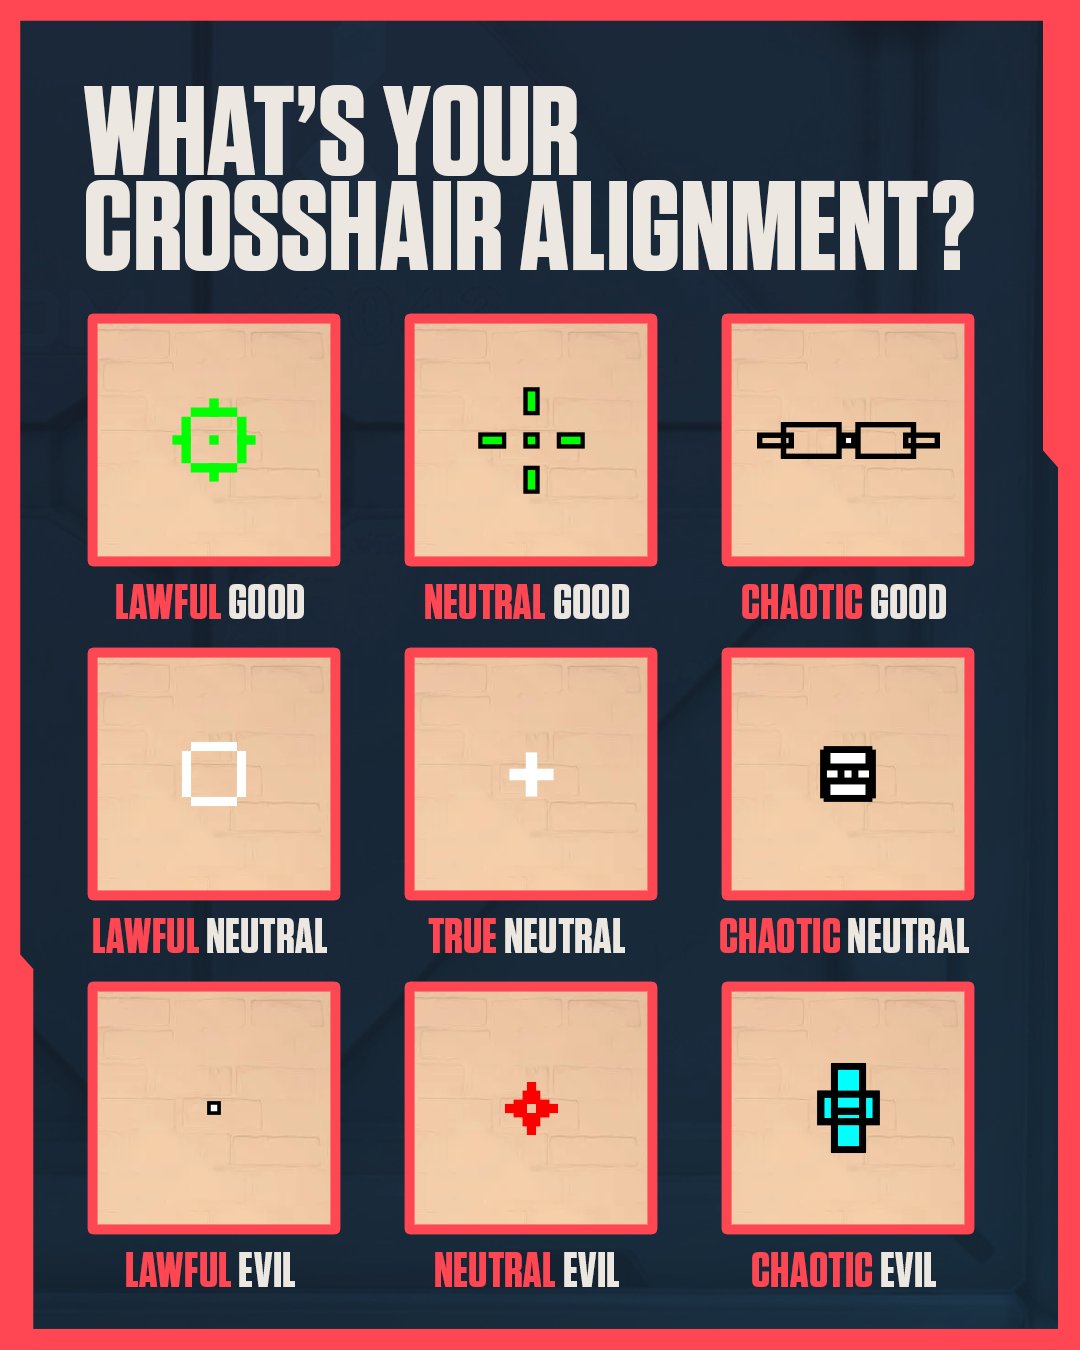 WHAT'S YOUR
CROSSHAIR ALIGNMENT?
LAWFUL GOOD
NEUTRAL GOOD
CHAOTIC GOOD
LAWFUL NEUTRAL
TRUE NEUTRAL
CHAOTIC NEUTRAL
LAWFUL EVIL
NEUTRAL EVIL
CHAOTIC EVIL